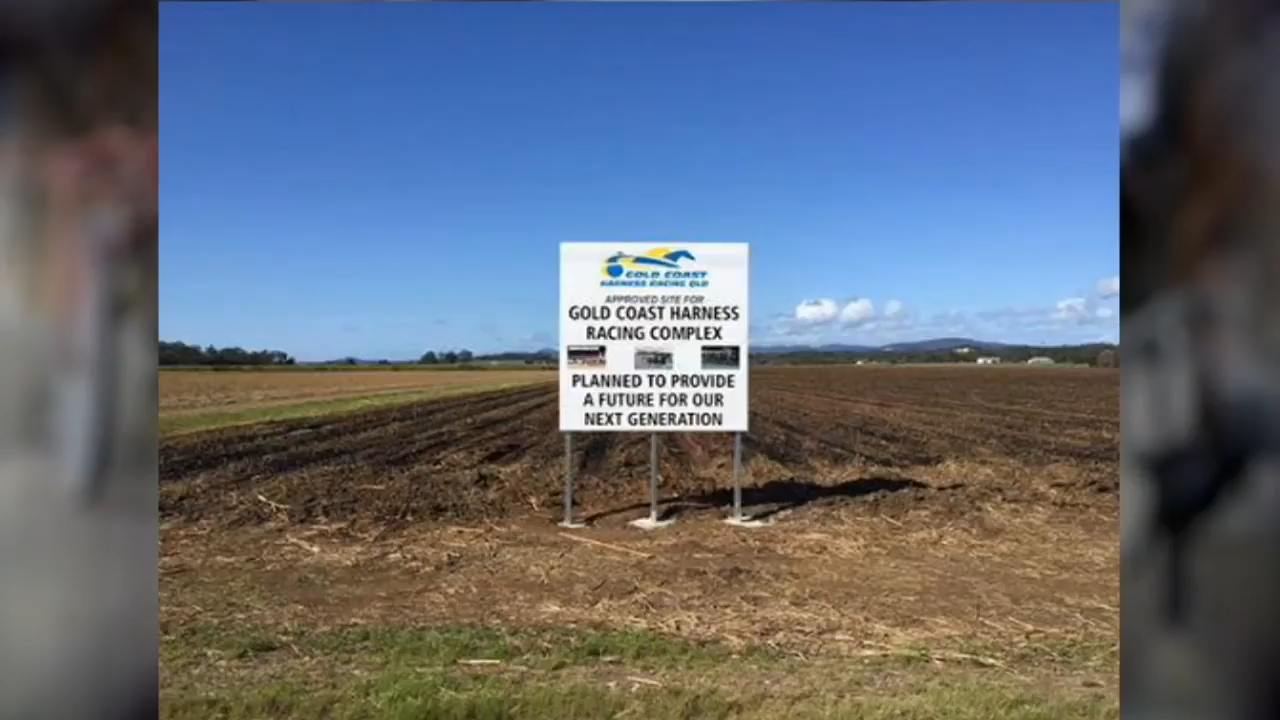 GOLD COAST
HARNESS RACING QLD
APPROVED SITE FOR
GOLD COAST HARNESS
RACING COMPLEX
PLANNED TO PROVIDE
A FUTURE FOR OUR
NEXT GENERATION